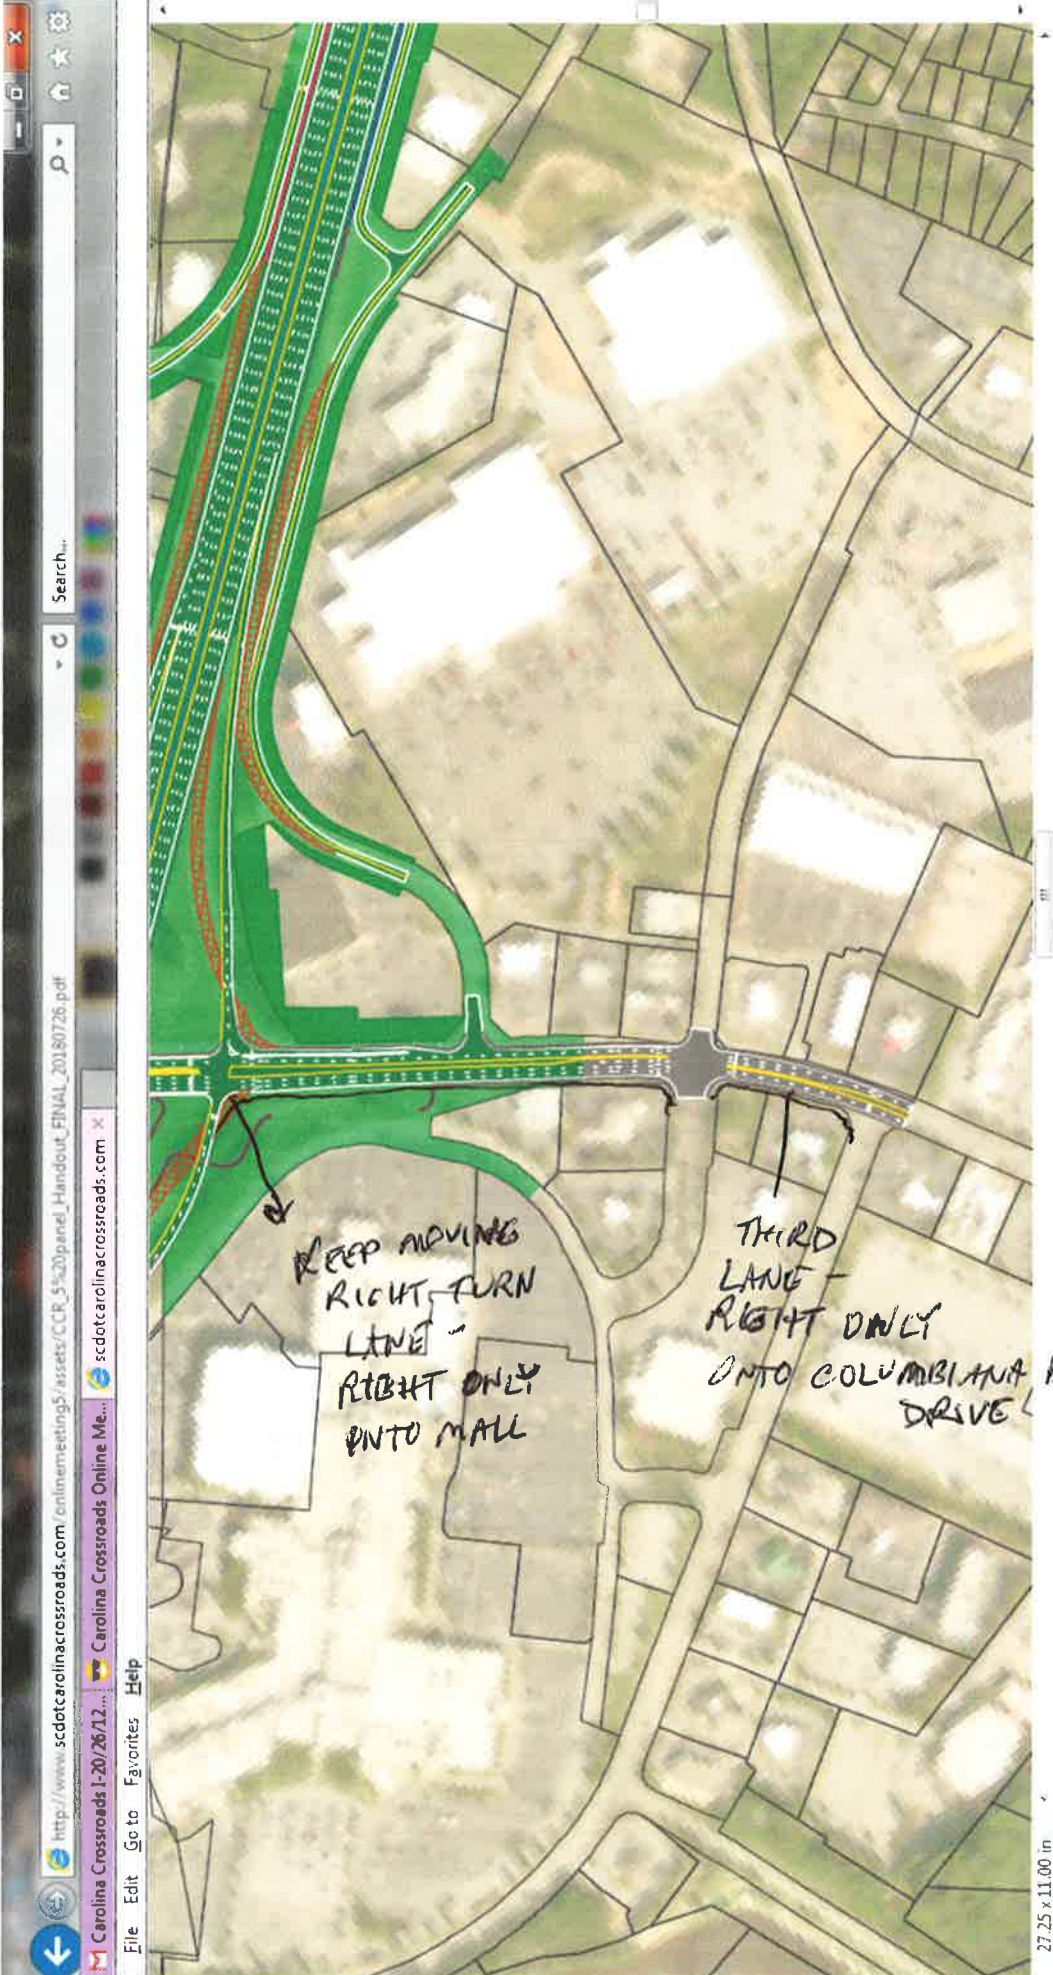 http://www.scdotcarolinacrossroads.com/onlinemeeting5/assets/CCR_5%20panel_Handout_FINAL_20180726.pdf
Search...
Carolina Crossroads I-20/26/12...
Carolina Crossroads Online Me...
scdotcarolinacrossroads.com
File Edit Go to Favorites Help
KEEP MOVING
RIGHT TURN
LANE -
RIGHT ONLY
ONTO MALL
THIRD
LANE -
RIGHT ONLY
ONTO COLUMBIANA
DRIVE
27.25 x 11.00 in